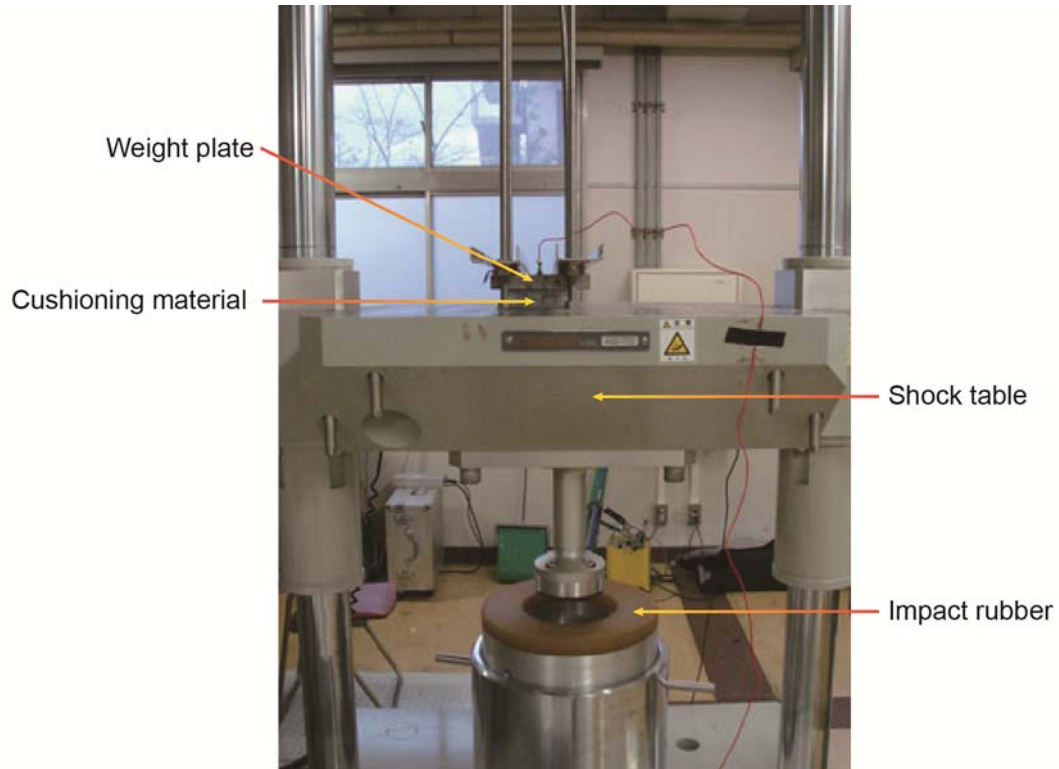 Weight plate
Cushioning material
Shock table
Impact rubber